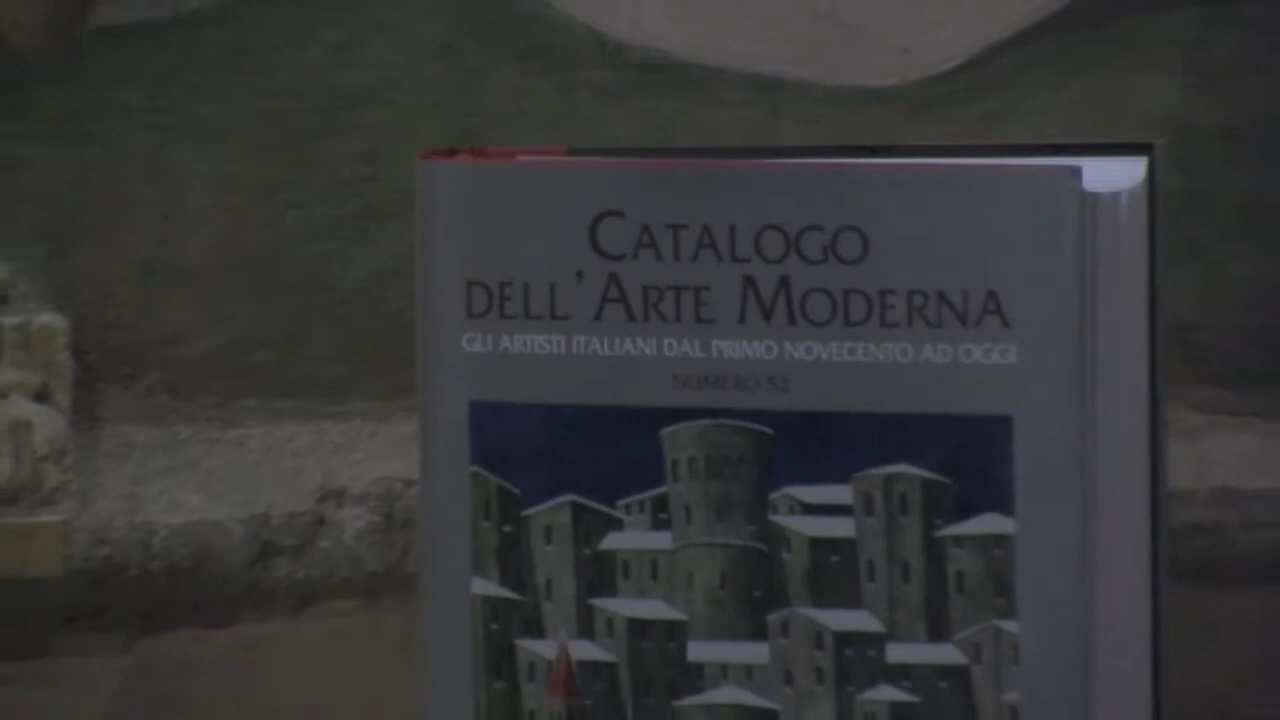 CATALOGO
DELL'ARTE MODERNA
GLI ARTISTI ITALIANI DAL PRIMO NOVECENTO AD OGGI
NUMERO 52